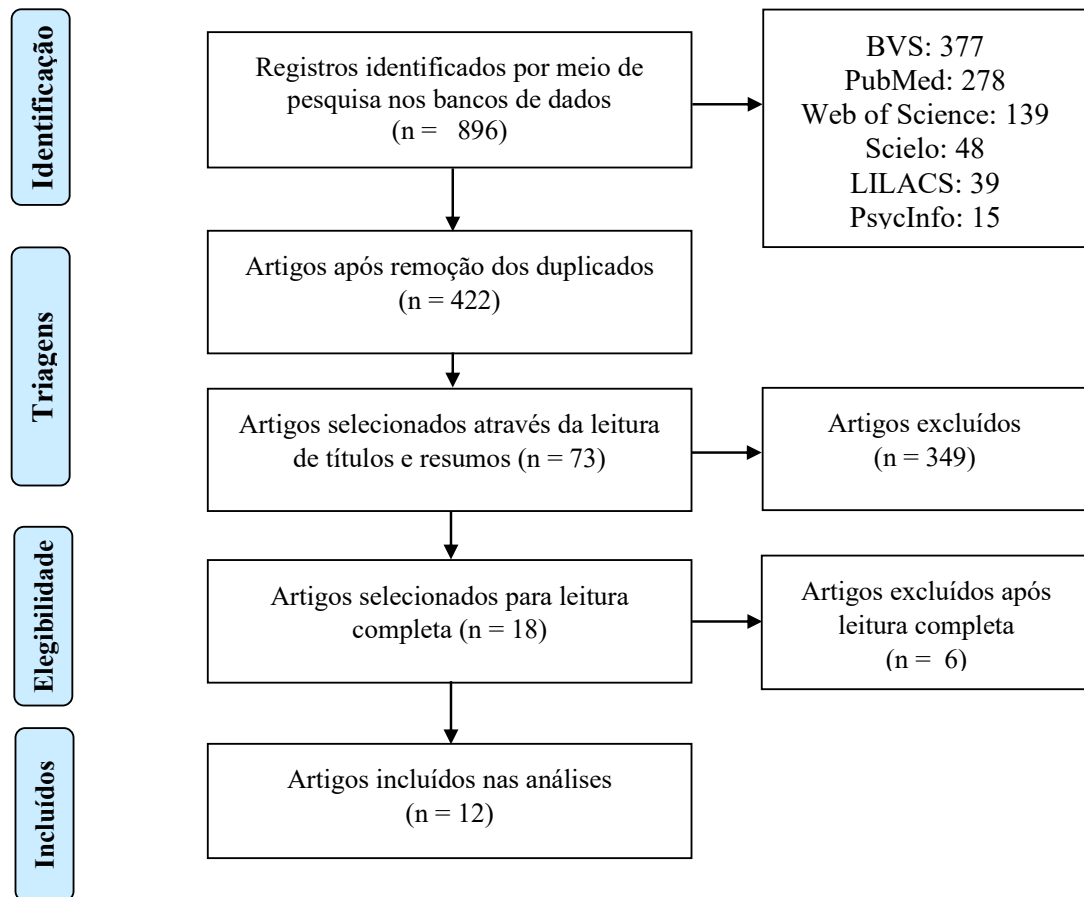 Identificação
Registros identificados por meio de
pesquisa nos bancos de dados
(n = 896)
BVS: 377
PubMed: 278
Web of Science: 139
Scielo: 48
LILACS: 39
PsycInfo: 15
Triagens
Artigos após remoção dos duplicados
(n = 422)
Artigos selecionados através da leitura
de títulos e resumos (n = 73)
Artigos excluídos
(n = 349)
Elegibilidade
Artigos selecionados para leitura
completa (n = 18)
Artigos excluídos após
leitura completa
(n = 6)
Incluídos
Artigos incluídos nas análises
(n = 12)